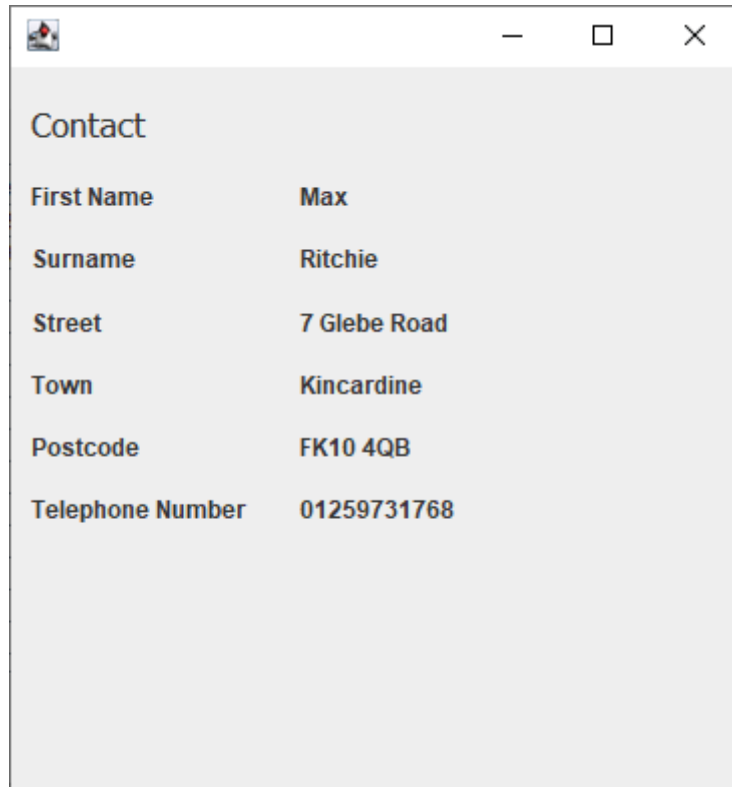 Contact
First Name Max
Surname Ritchie
Street 7 Glebe Road
Town Kincardine
Postcode FK10 4QB
Telephone Number 01259731768